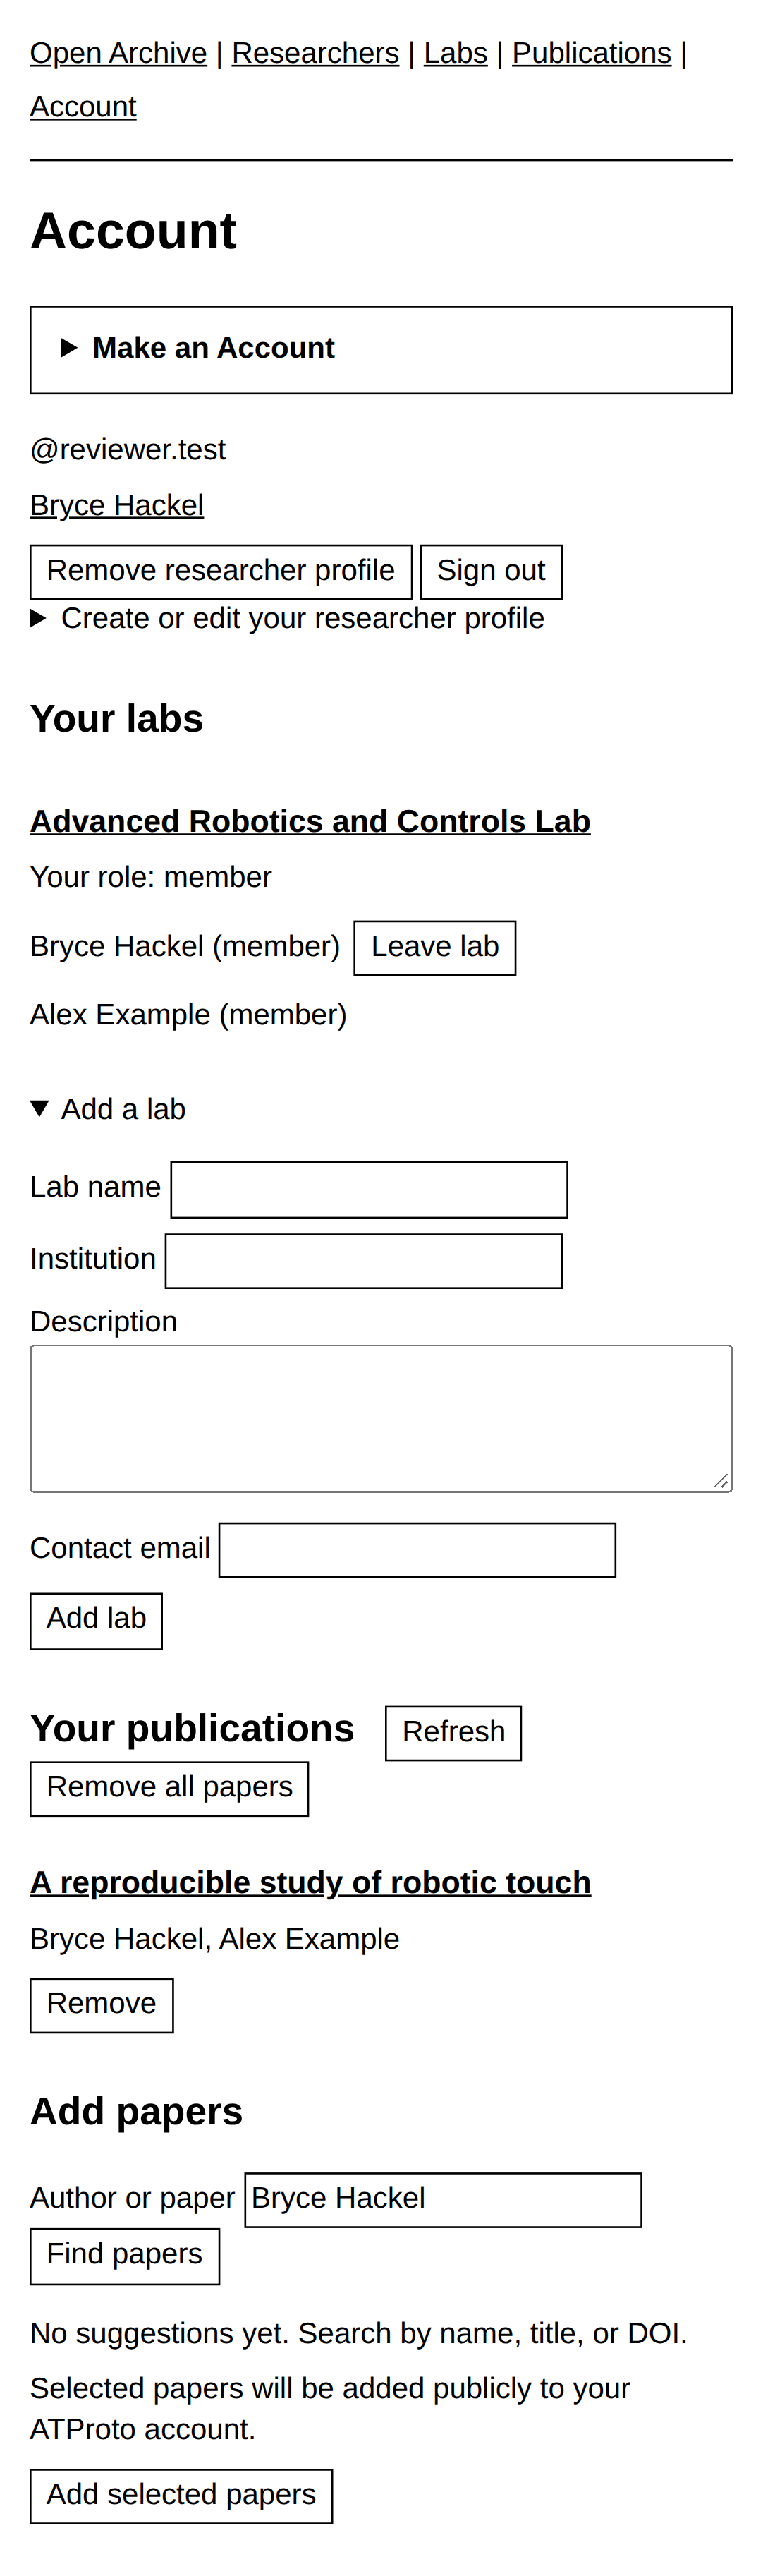 Open Archive | Researchers | Labs | Publications |
Account
Account
Make an Account
@reviewer.test
Bryce Hackel
Remove researcher profile Sign out
Create or edit your researcher profile
Your labs
Advanced Robotics and Controls Lab
Your role: member
Bryce Hackel (member) Leave lab
Alex Example (member)
Add a lab
Lab name
Institution
Description
Contact email
Add lab
Your publications Refresh
Remove all papers
A reproducible study of robotic touch
Bryce Hackel, Alex Example
Remove
Add papers
Author or paper Bryce Hackel
Find papers
No suggestions yet. Search by name, title, or DOI.
Selected papers will be added publicly to your
ATProto account.
Add selected papers